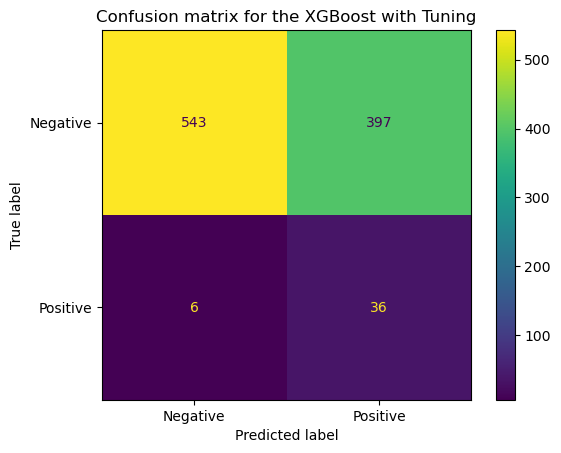 Confusion matrix for the XGBoost with Tuning
True label
Negative
Positive
543
397
6
36
Negative
Positive
Predicted label
500
400
300
200
100